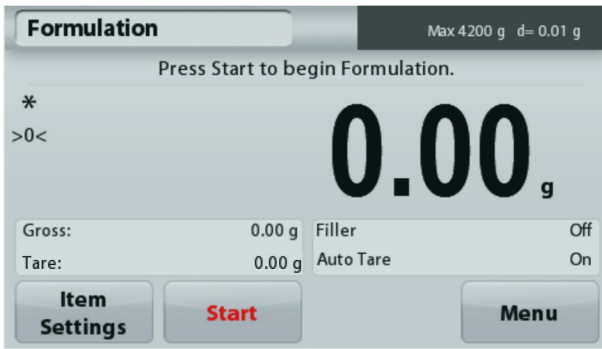 Formulation
Max 4200 g d= 0.01 g
Press Start to begin Formulation.
*
>0<
0.00 g
Gross: 0.00 g
Tare: 0.00 g
Filler Off
Auto Tare On
Item
Settings
Start
Menu